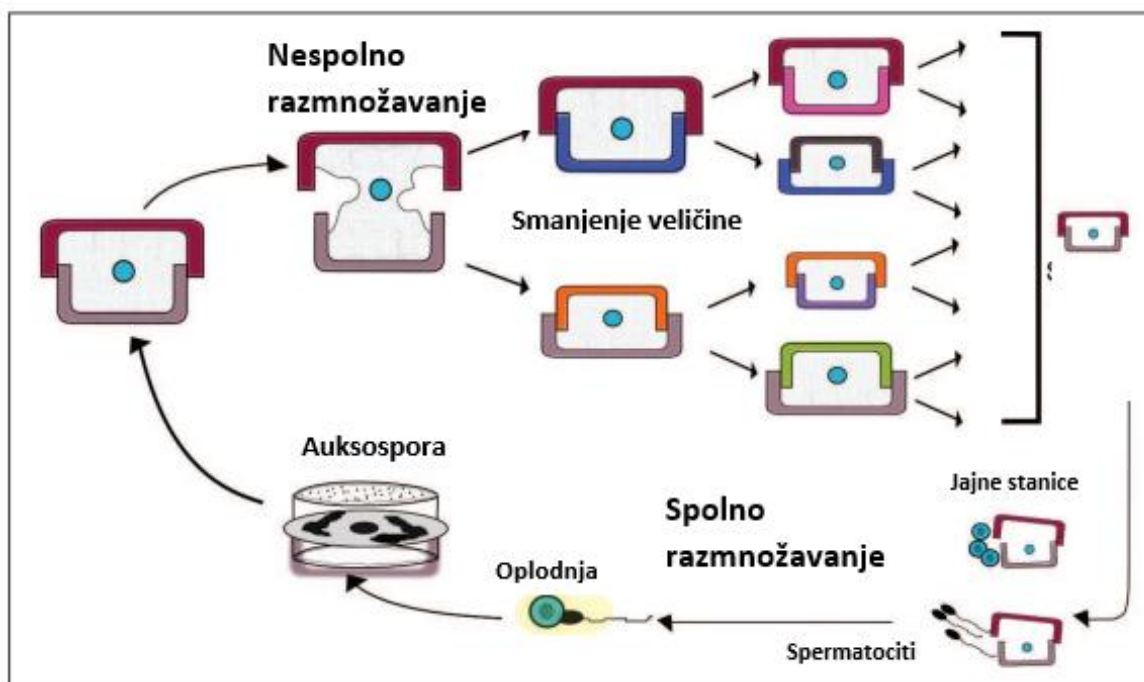 Nespolno
razmnožavanje
Smanjenje veličine
Auksospora
Jajne stanice
Spolno
razmnožavanje
Oplodnja
Spermatociti